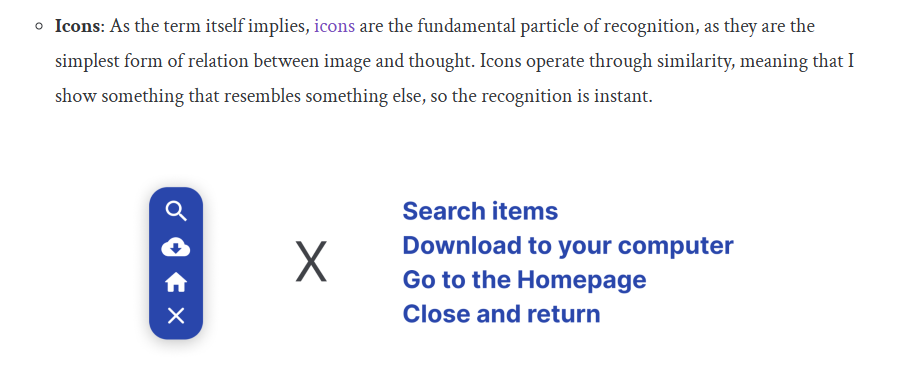 Icons: As the term itself implies, icons are the fundamental particle of recognition, as they are the
simplest form of relation between image and thought. Icons operate through similarity, meaning that I
show something that resembles something else, so the recognition is instant.
X
Search items
Download to your computer
Go to the Homepage
Close and return